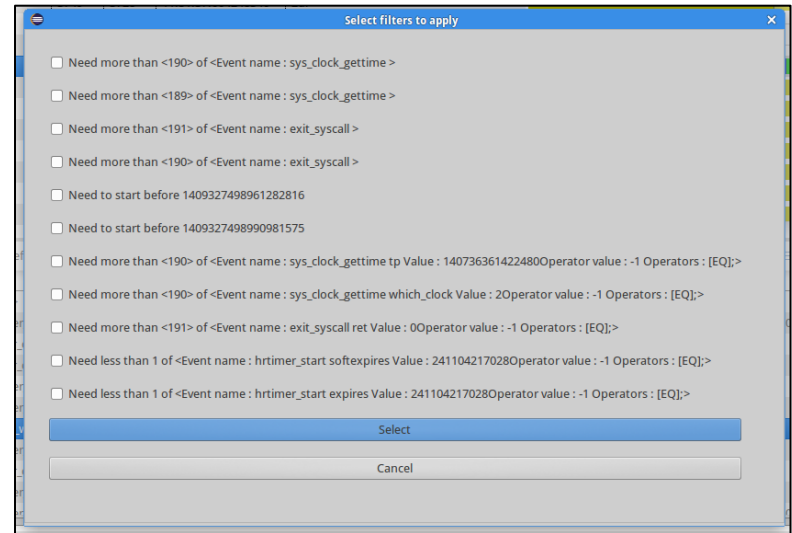 Select filters to apply
Need more than <190> of <Event name : sys_clock_gettime >
Need more than <189> of <Event name : sys_clock_gettime >
Need more than <191> of <Event name : exit_syscall >
Need more than <190> of <Event name : exit_syscall >
Need to start before 1409327498961282816
Need to start before 1409327498990981575
Need more than <190> of <Event name : sys_clock_gettime tp Value : 140736361422480Operator value : -1 Operators : [EQ];>
Need more than <190> of <Event name : sys_clock_gettime which_clock Value : 2Operator value : -1 Operators : [EQ];>
Need more than <191> of <Event name : exit_syscall ret Value : 0Operator value : -1 Operators : [EQ];>
Need less than 1 of <Event name : hrtimer_start softexpires Value : 241104217028Operator value : -1 Operators : [EQ];>
Need less than 1 of <Event name : hrtimer_start expires Value : 241104217028Operator value : -1 Operators : [EQ];>
Select
Cancel